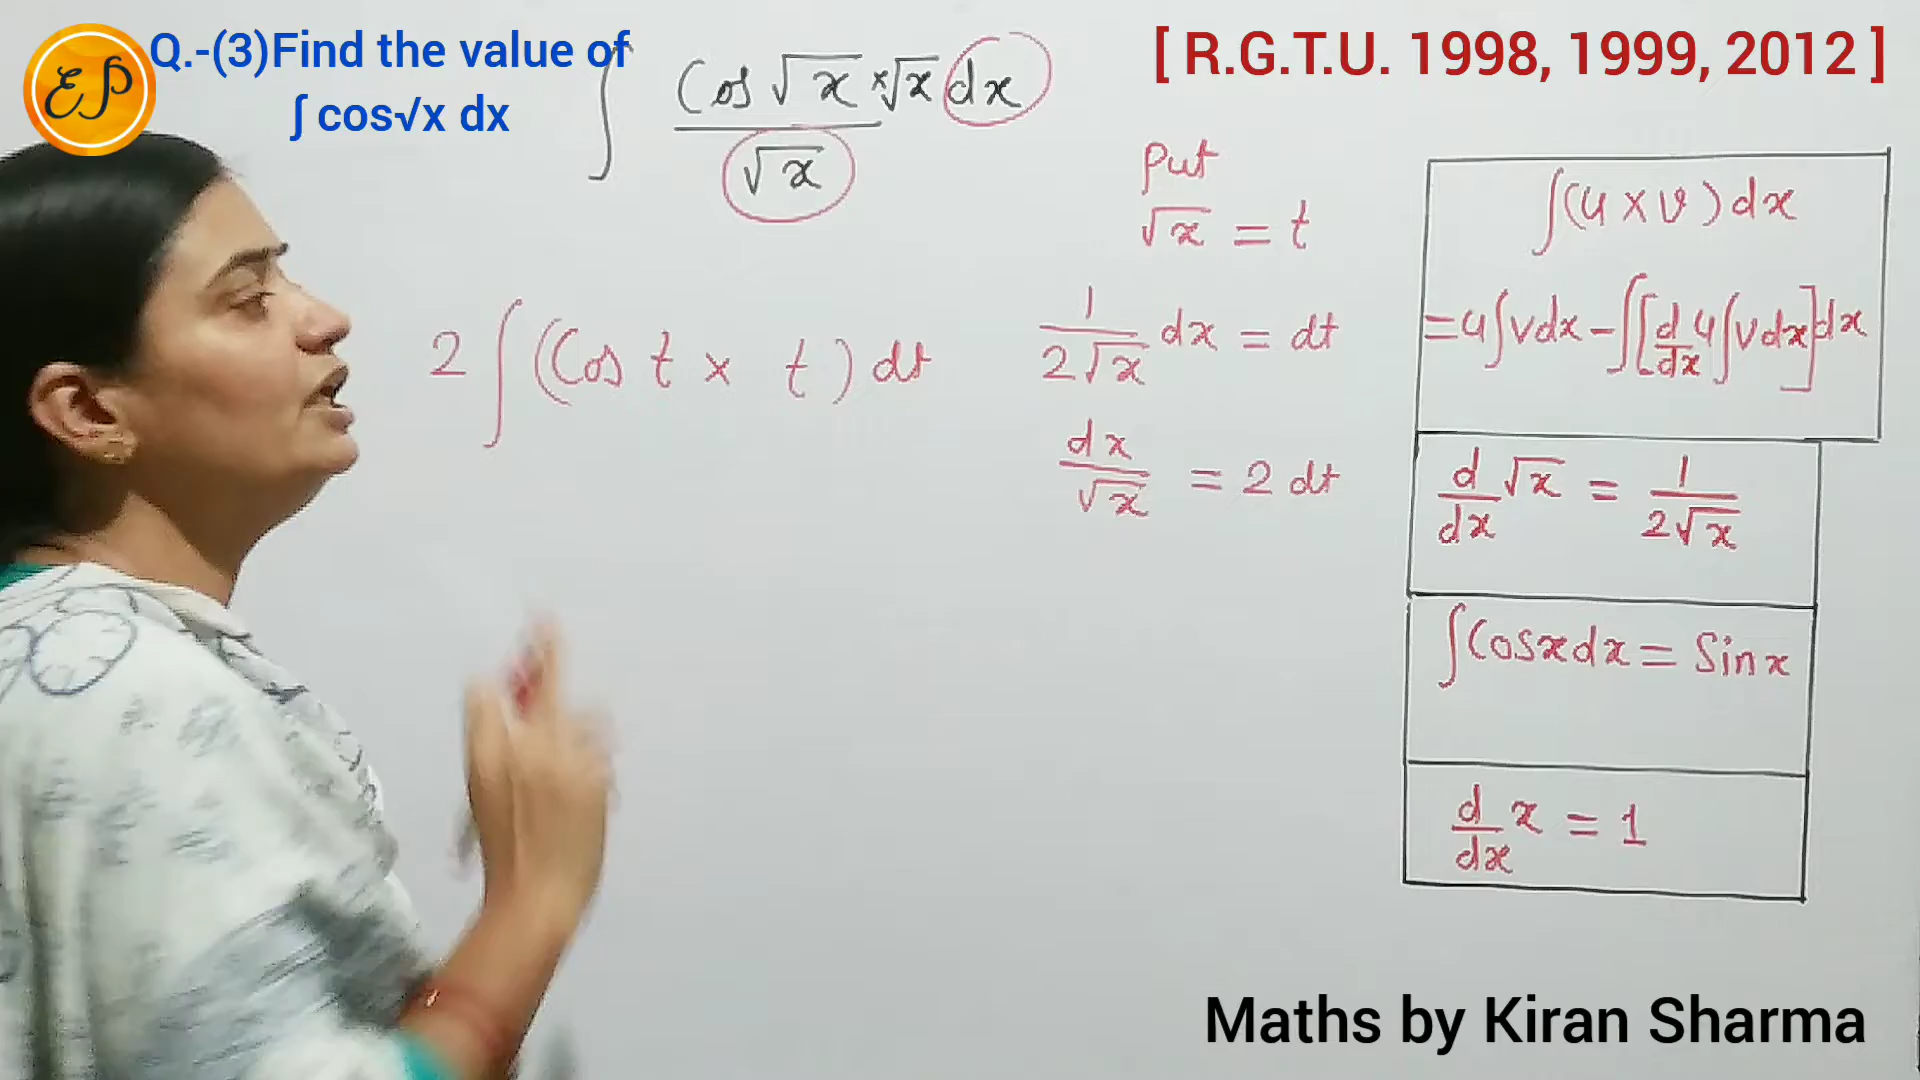 EP
Q.-(3)Find the value of
∫ cos√x dx
[ R.G.T.U. 1998, 1999, 2012 ]
∫ (Cos √x × √x dx) / √x
Put
√x = t
1/(2√x) dx = dt
dx/√x = 2 dt
2 ∫ (Cos t × t ) dt
∫(u × v) dx
= u∫v dx - ∫[d/dx u ∫v dx] dx
d/dx √x = 1/(2√x)
∫Cosx dx = Sin x
d/dx x = 1
Maths by Kiran Sharma